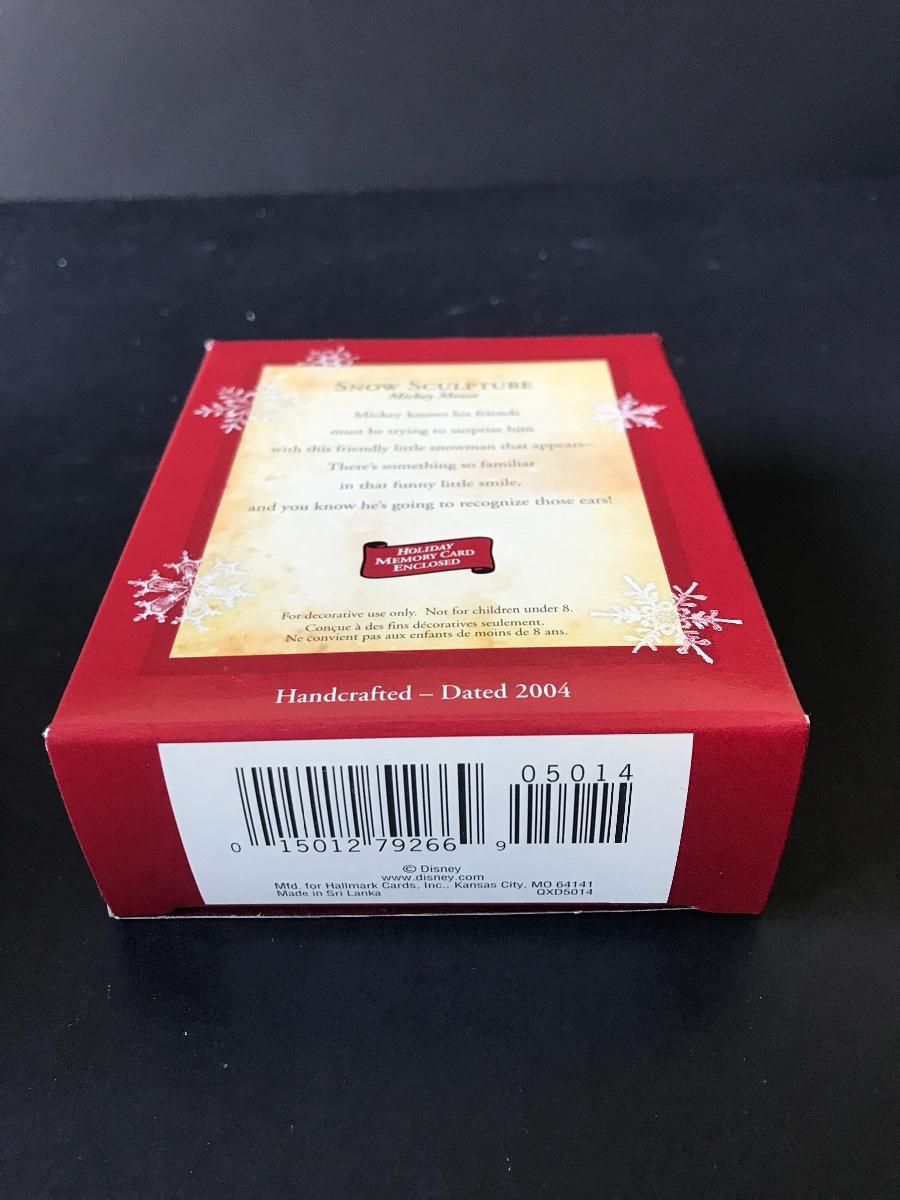 SNOW SCULPTURE
Mickey Mouse
Mickey knows his friends
must be trying to surprise him
with this friendly little snowman that appears–
There's something so familiar
in that funny little smile,
and you know he's going to recognize those ears!
HOLIDAY
MEMORY CARD
ENCLOSED
For decorative use only. Not for children under 8.
Conçue à des fins décoratives seulement.
Ne convient pas aux enfants de moins de 8 ans.
Handcrafted – Dated 2004
05014
0 15012 79266 9
© Disney
www.disney.com
Mfd. for Hallmark Cards, Inc., Kansas City, MO 64141
Made in Sri Lanka QXD5014